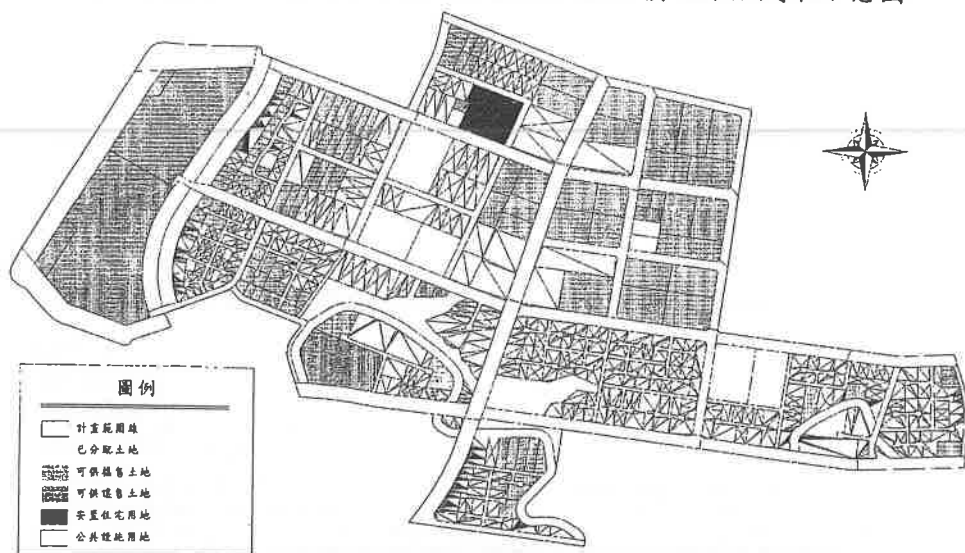 圖例
計畫範圍線
已分配土地
可供標售土地
可供讓售土地
安置住宅用地
公共設施用地